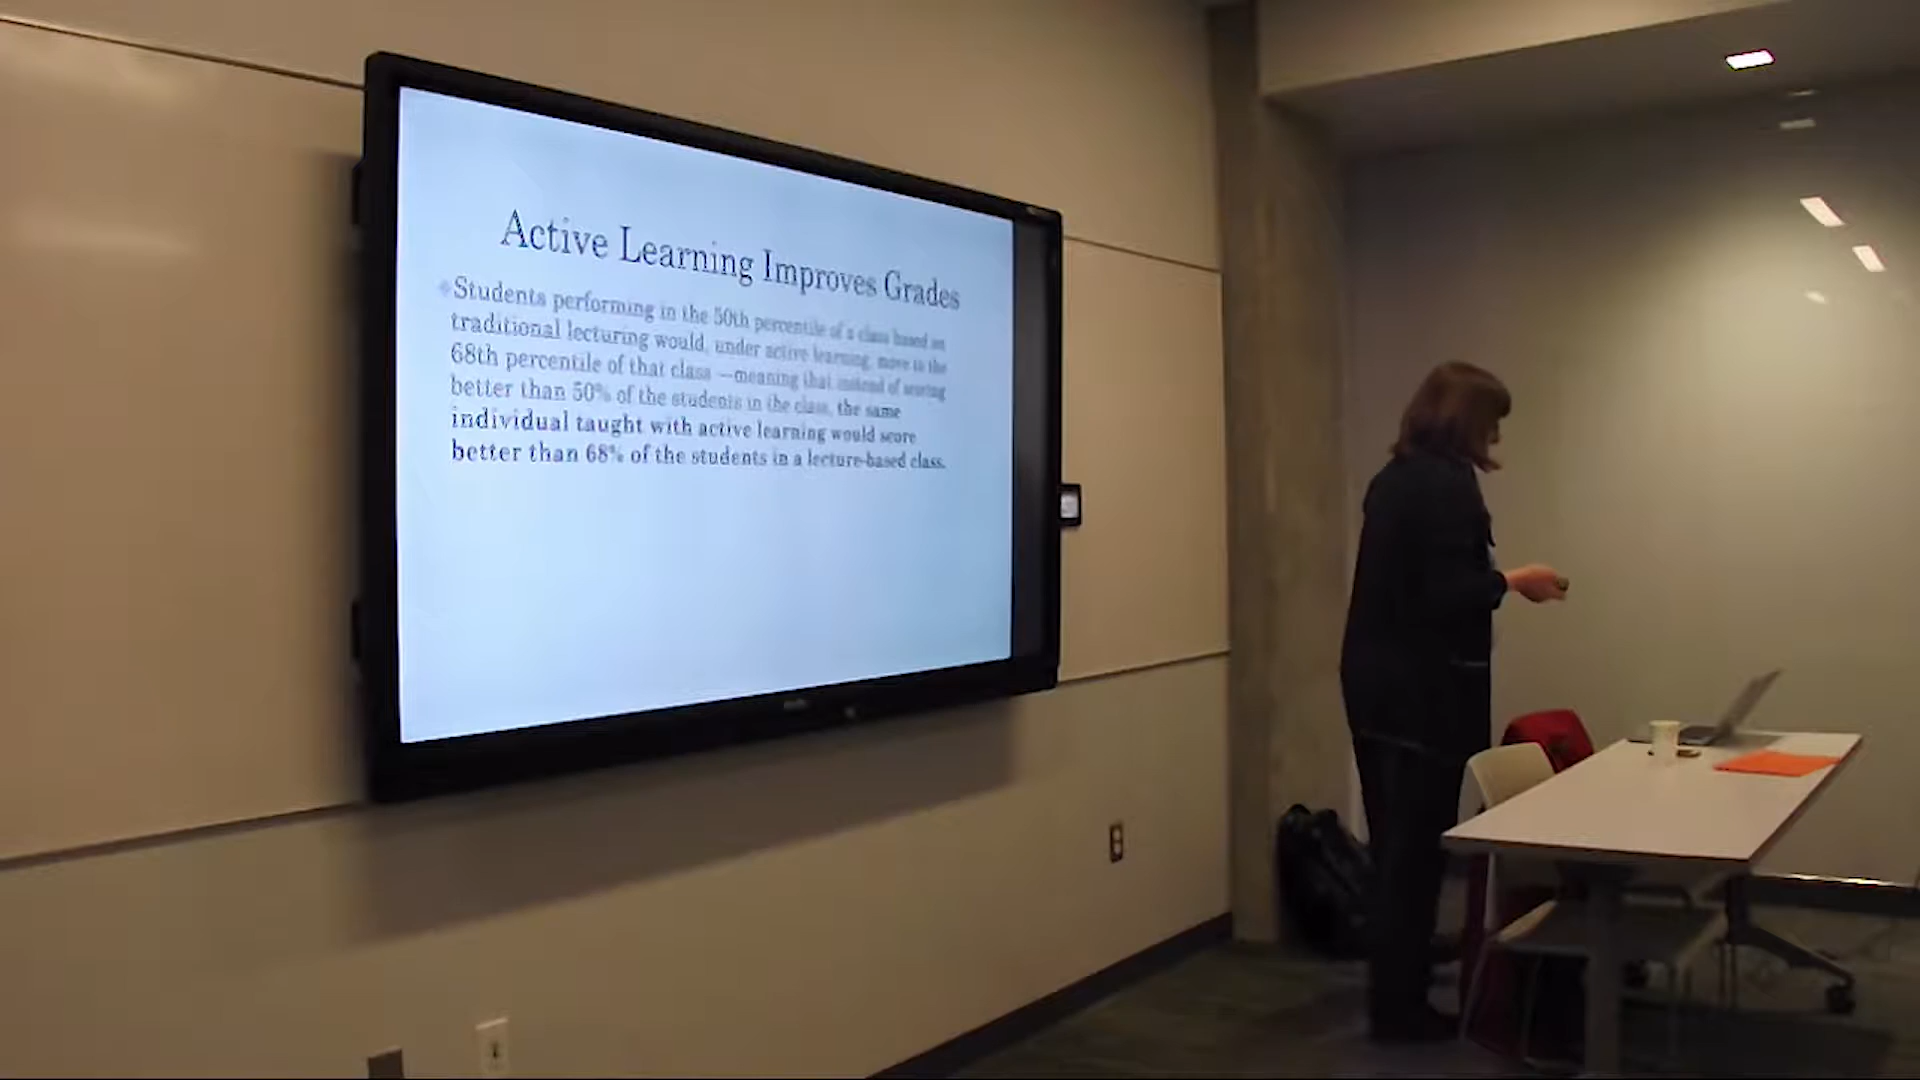 Active Learning Improves Grades
Students performing in the 50th percentile of a class based on
traditional lecturing would, under active learning, move to the
68th percentile of that class —meaning that instead of scoring
better than 50% of the students in the class, the same
individual taught with active learning would score
better than 68% of the students in a lecture-based class.